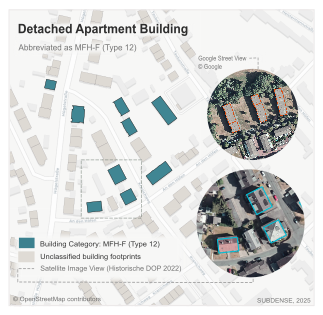 Detached Apartment Building
Abbreviated as MFH-F (Type 12)
Google Street View
© Google
Building Category: MFH-F (Type 12)
Unclassified building footprints
Satellite Image View (Historische DOP 2022)
© OpenStreetMap contributors
SUBDENSE, 2025